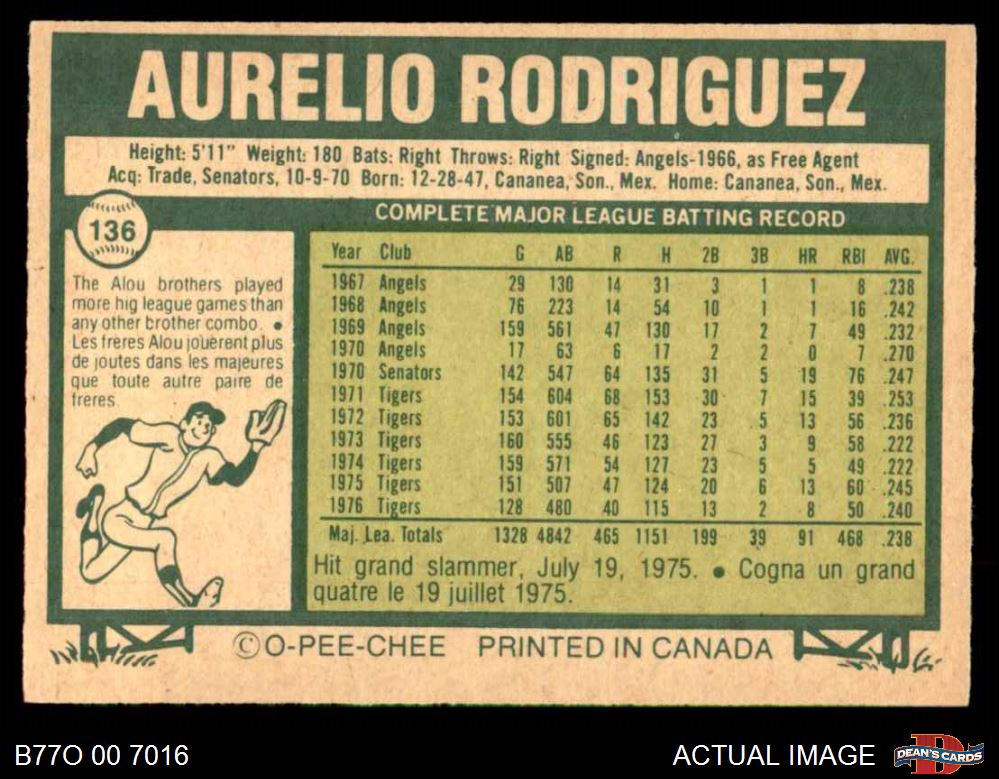 AURELIO RODRIGUEZ
Height: 5'11" Weight: 180 Bats: Right Throws: Right Signed: Angels-1966, as Free Agent
Acq: Trade, Senators, 10-9-70 Born: 12-28-47, Cananea, Son., Mex. Home: Cananea, Son., Mex.
136
The Alou brothers played
more big league games than
any other brother combo. •
Les frères Alou jouèrent plus
de joutes dans les majeures
que toute autre paire de
freres
COMPLETE MAJOR LEAGUE BATTING RECORD
Year Club G AB R H 2B 3B HR RBI AVG.
1967 Angels 29 130 14 31 3 1 1 8 .238
1968 Angels 76 223 14 54 10 1 1 16 .242
1969 Angels 159 561 47 130 17 2 7 49 .232
1970 Angels 17 63 6 17 2 2 0 7 .270
1970 Senators 142 547 64 135 31 5 19 76 .247
1971 Tigers 154 604 68 153 30 7 15 39 .253
1972 Tigers 153 601 65 142 23 5 13 56 .236
1973 Tigers 160 555 46 123 27 3 9 58 .222
1974 Tigers 159 571 54 127 23 5 5 49 .222
1975 Tigers 151 507 47 124 20 6 13 60 .245
1976 Tigers 128 480 40 115 13 2 8 50 .240
Maj. Lea. Totals 1328 4842 465 1151 199 39 91 468 .238
Hit grand slammer, July 19, 1975. • Cogna un grand
quatre le 19 juillet 1975.
© O-PEE-CHEE PRINTED IN CANADA
B77O 00 7016
ACTUAL IMAGE
D
DEAN'S CARDS